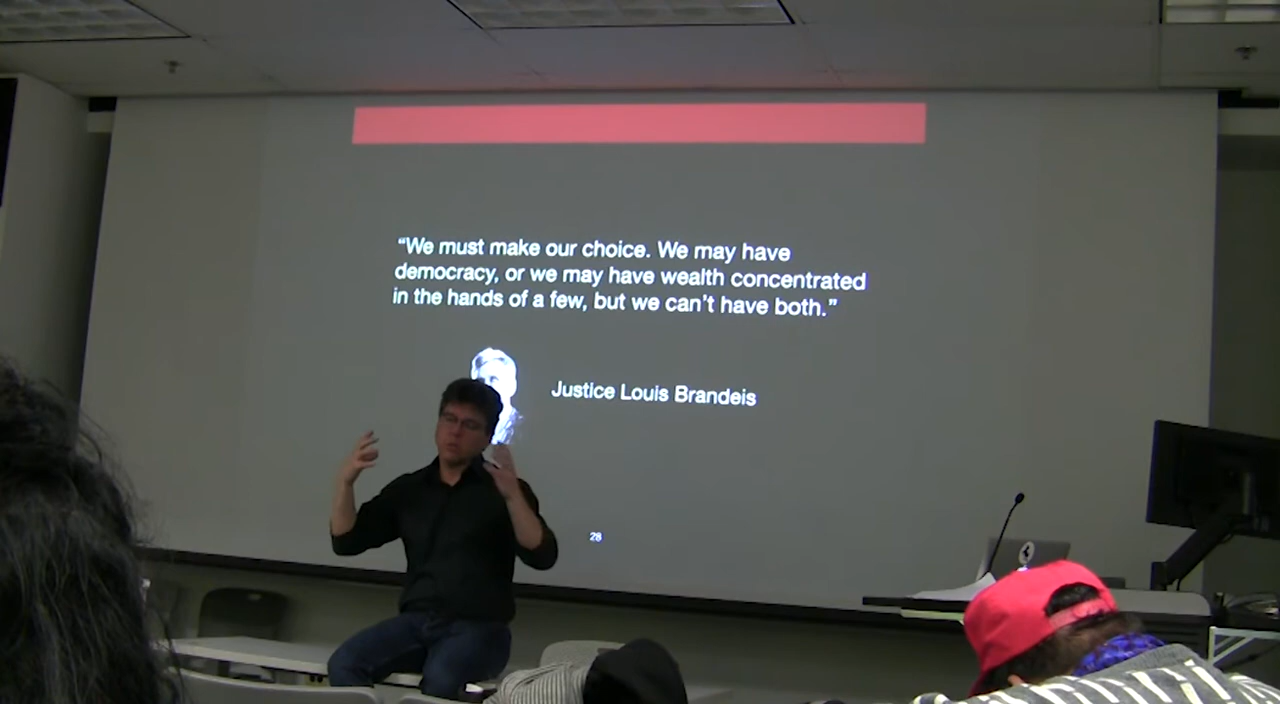 “We must make our choice. We may have
democracy, or we may have wealth concentrated
in the hands of a few, but we can’t have both.”
Justice Louis Brandeis
28